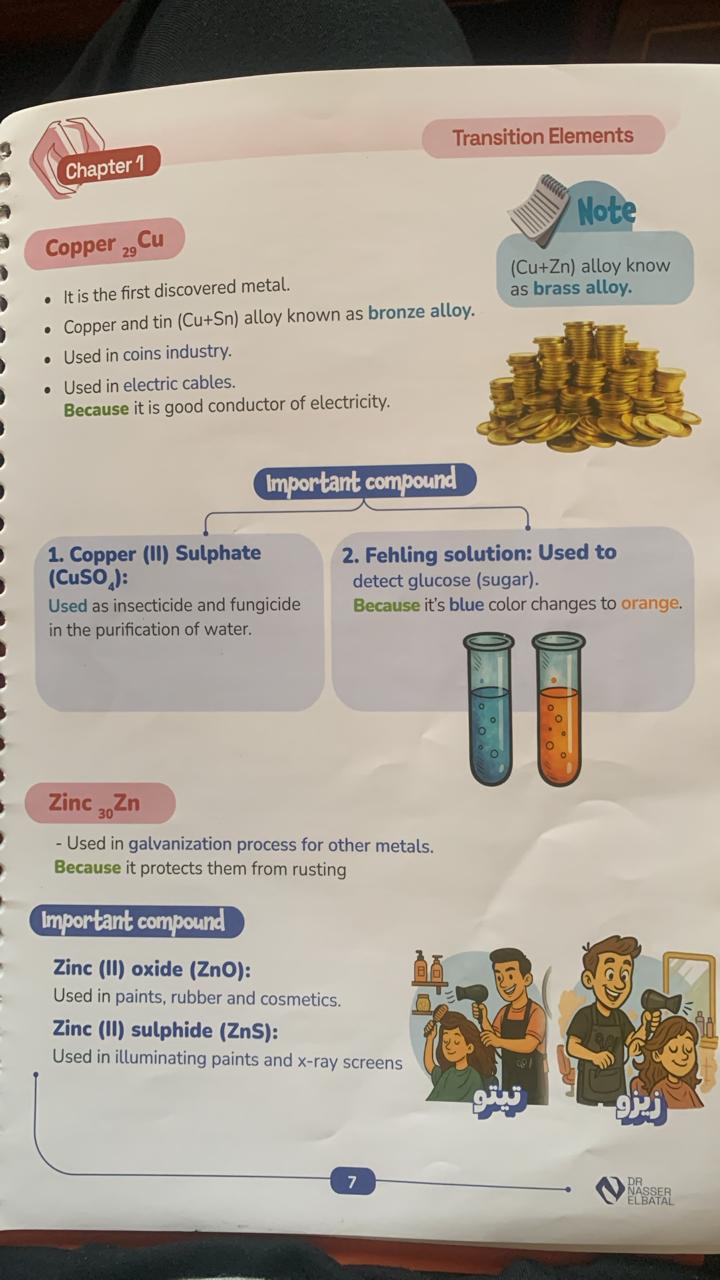 Chapter 1
Transition Elements
Copper ₂₉Cu
Note
(Cu+Zn) alloy know
as brass alloy.
• It is the first discovered metal.
• Copper and tin (Cu+Sn) alloy known as bronze alloy.
• Used in coins industry.
• Used in electric cables.
Because it is good conductor of electricity.
Important compound
1. Copper (II) Sulphate
(CuSO₄):
Used as insecticide and fungicide
in the purification of water.
2. Fehling solution: Used to
detect glucose (sugar).
Because it's blue color changes to orange.
Zinc ₃₀Zn
- Used in galvanization process for other metals.
Because it protects them from rusting
Important compound
Zinc (II) oxide (ZnO):
Used in paints, rubber and cosmetics.
Zinc (II) sulphide (ZnS):
Used in illuminating paints and x-ray screens
تيتو
زيزو
7
DR
NASSER
ELBATAL